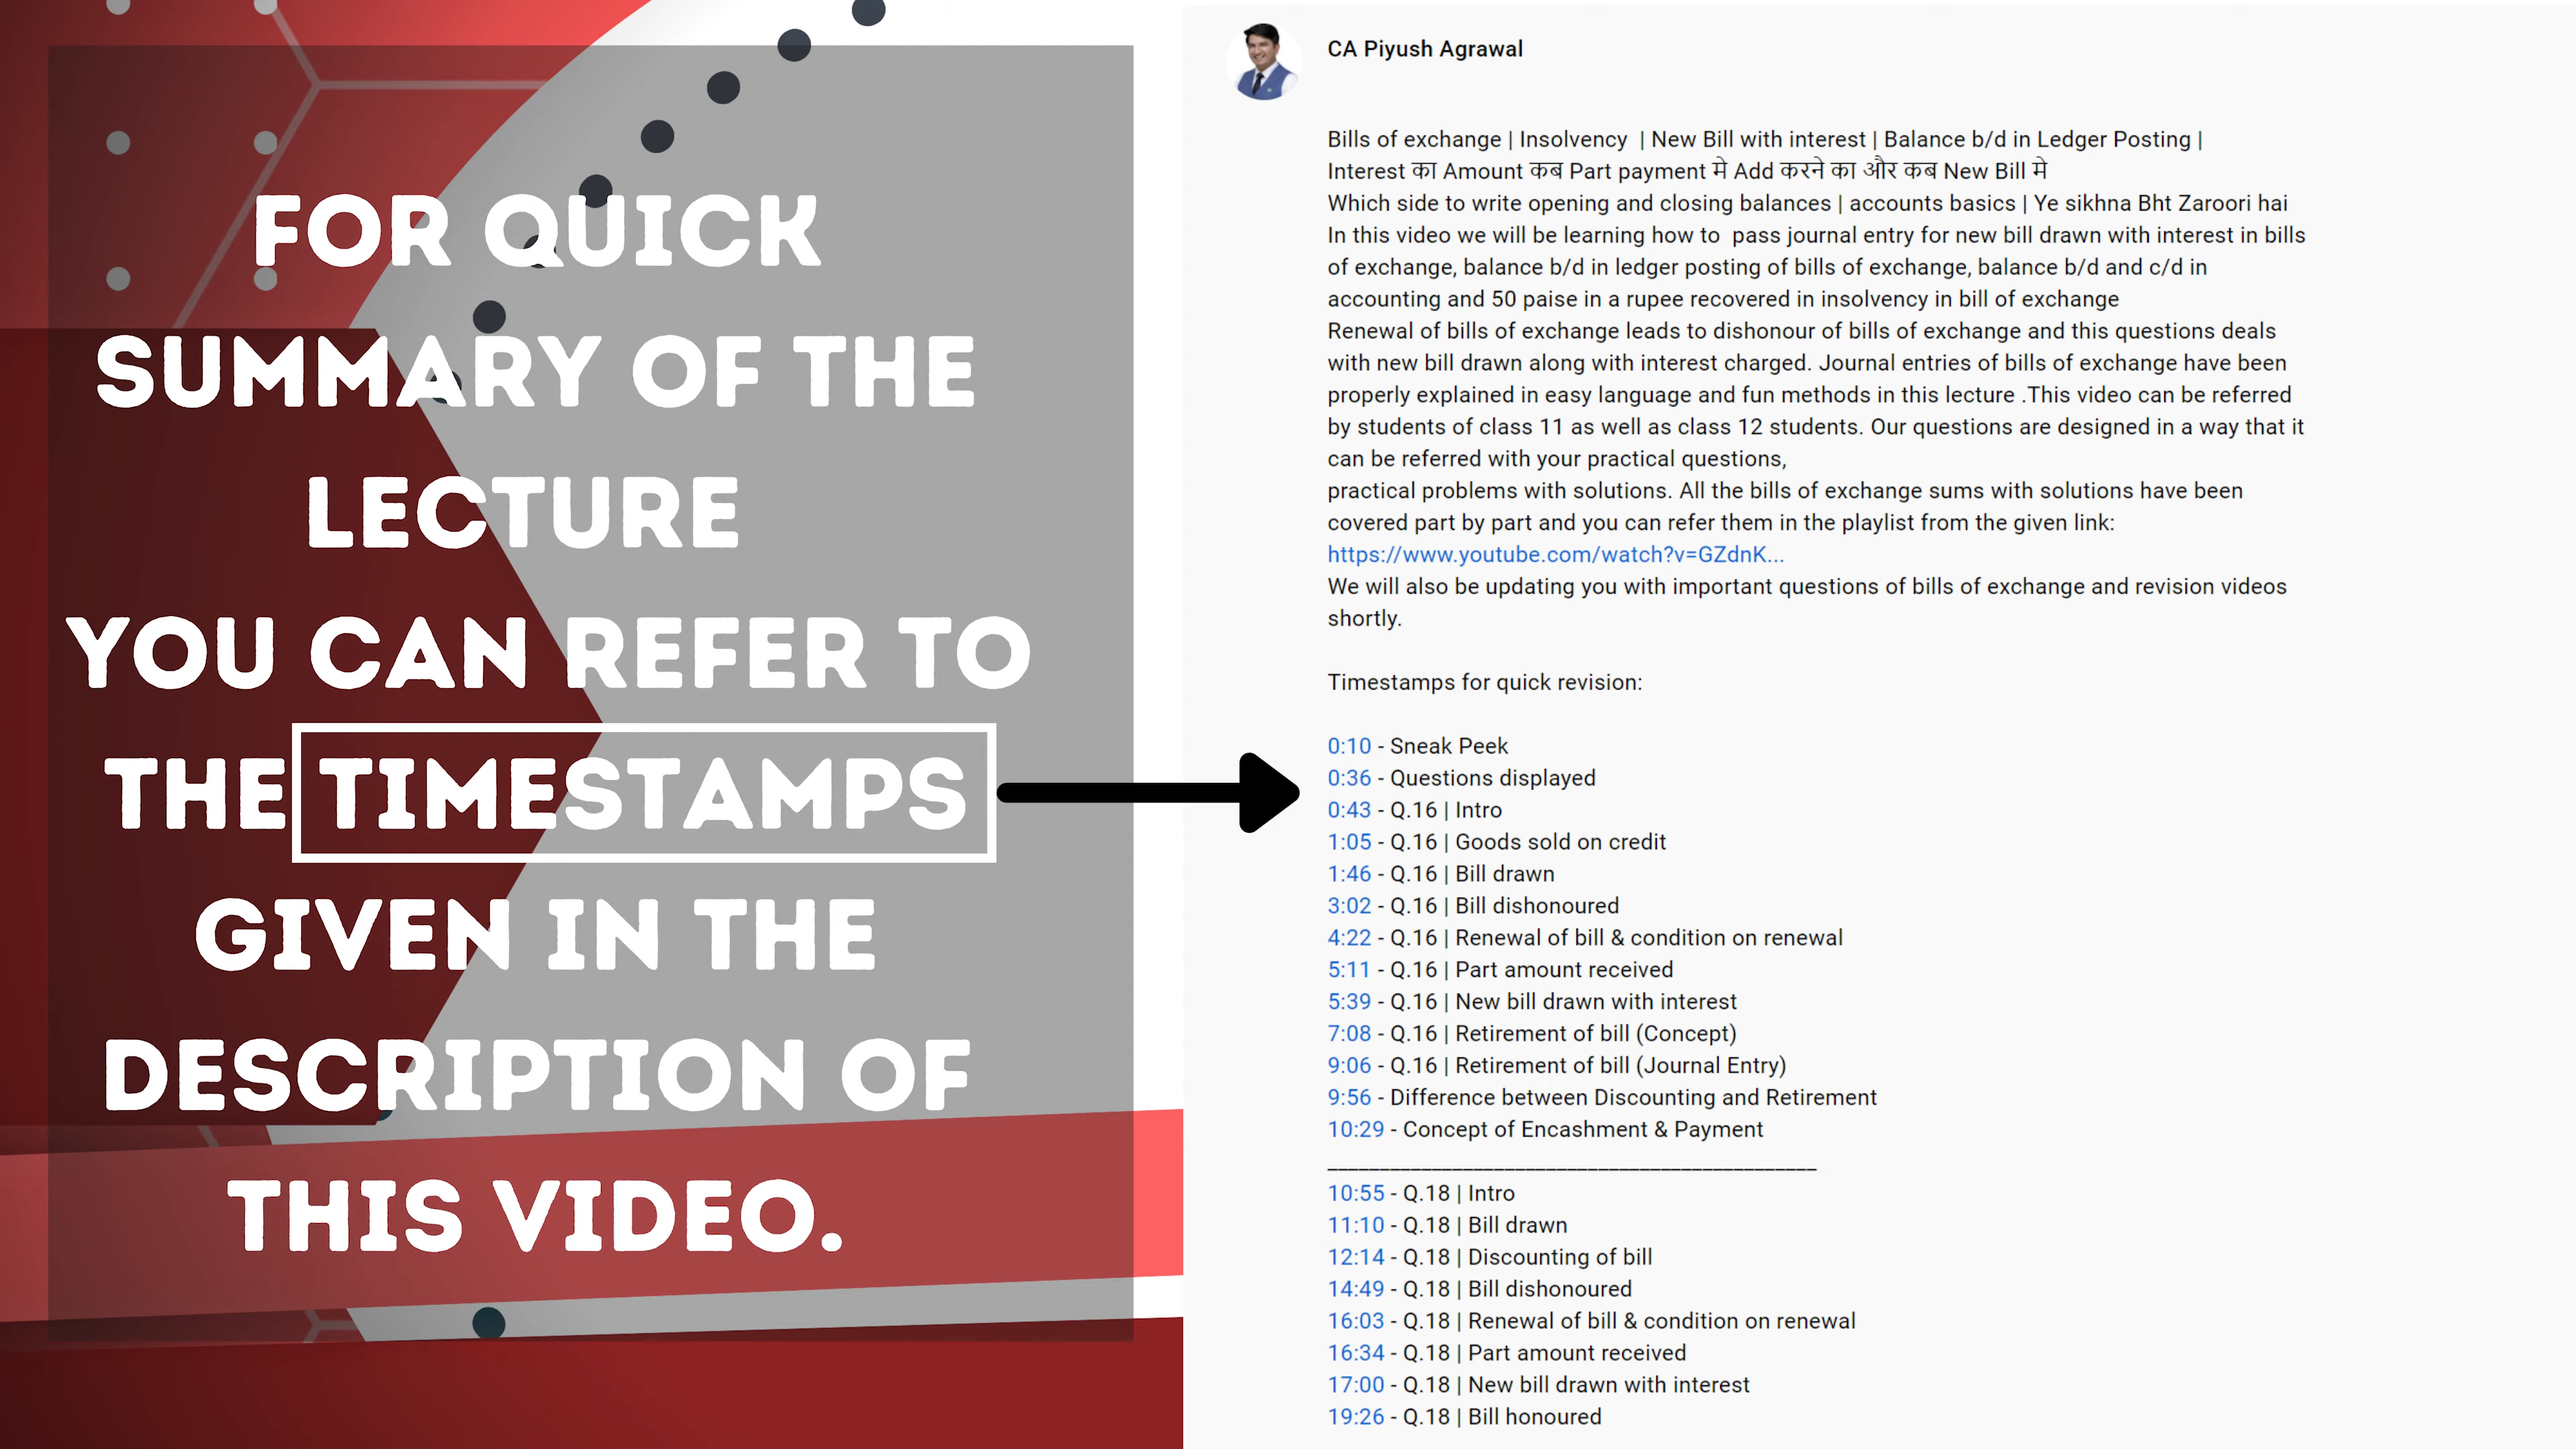 FOR QUICK
SUMMARY OF THE
LECTURE
YOU CAN REFER TO
THE TIMESTAMPS
GIVEN IN THE
DESCRIPTION OF
THIS VIDEO.
CA Piyush Agrawal
Bills of exchange | Insolvency | New Bill with interest | Balance b/d in Ledger Posting |
Interest का Amount कब Part payment मे Add करने का और कब New Bill मे
Which side to write opening and closing balances | accounts basics | Ye sikhna Bht Zaroori hai
In this video we will be learning how to pass journal entry for new bill drawn with interest in bills
of exchange, balance b/d in ledger posting of bills of exchange, balance b/d and c/d in
accounting and 50 paise in a rupee recovered in insolvency in bill of exchange
Renewal of bills of exchange leads to dishonour of bills of exchange and this questions deals
with new bill drawn along with interest charged. Journal entries of bills of exchange have been
properly explained in easy language and fun methods in this lecture .This video can be referred
by students of class 11 as well as class 12 students. Our questions are designed in a way that it
can be referred with your practical questions,
practical problems with solutions. All the bills of exchange sums with solutions have been
covered part by part and you can refer them in the playlist from the given link:
https://www.youtube.com/watch?v=GZdnK...
We will also be updating you with important questions of bills of exchange and revision videos
shortly.
Timestamps for quick revision:
0:10 - Sneak Peek
0:36 - Questions displayed
0:43 - Q.16 | Intro
1:05 - Q.16 | Goods sold on credit
1:46 - Q.16 | Bill drawn
3:02 - Q.16 | Bill dishonoured
4:22 - Q.16 | Renewal of bill & condition on renewal
5:11 - Q.16 | Part amount received
5:39 - Q.16 | New bill drawn with interest
7:08 - Q.16 | Retirement of bill (Concept)
9:06 - Q.16 | Retirement of bill (Journal Entry)
9:56 - Difference between Discounting and Retirement
10:29 - Concept of Encashment & Payment
_____________________________________________
10:55 - Q.18 | Intro
11:10 - Q.18 | Bill drawn
12:14 - Q.18 | Discounting of bill
14:49 - Q.18 | Bill dishonoured
16:03 - Q.18 | Renewal of bill & condition on renewal
16:34 - Q.18 | Part amount received
17:00 - Q.18 | New bill drawn with interest
19:26 - Q.18 | Bill honoured